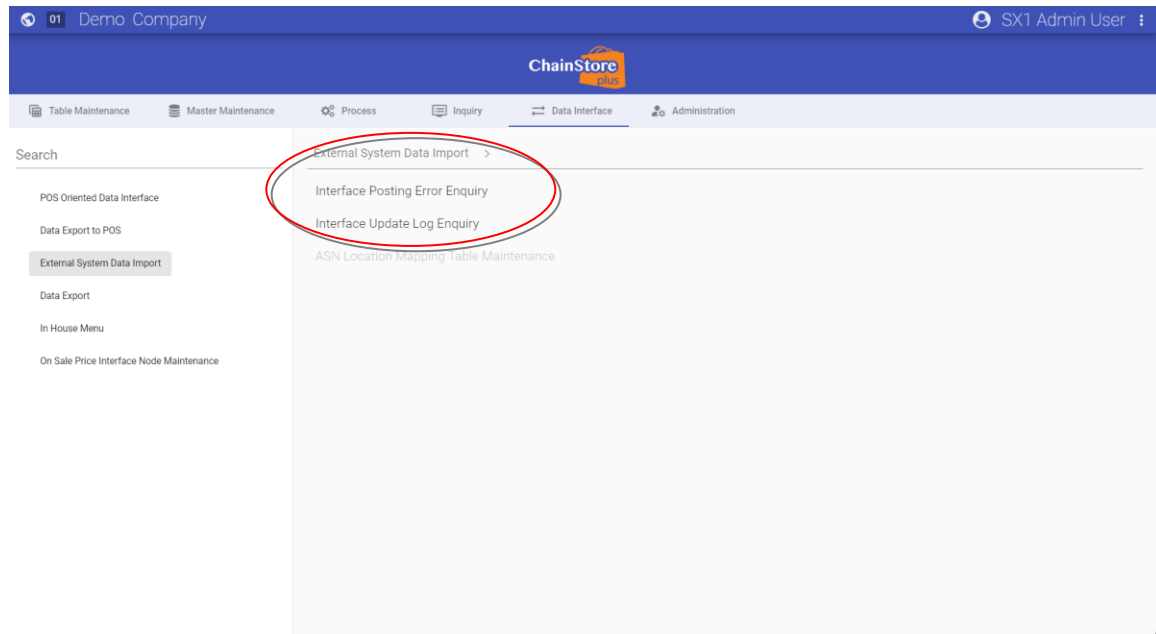 01 Demo Company
SX1 Admin User
ChainStore
plus
Table Maintenance
Master Maintenance
Process
Inquiry
Data Interface
Administration
Search
External System Data Import >
POS Oriented Data Interface
Data Export to POS
External System Data Import
Data Export
In House Menu
On Sale Price Interface Node Maintenance
Interface Posting Error Enquiry
Interface Update Log Enquiry
ASN Location Mapping Table Maintenance